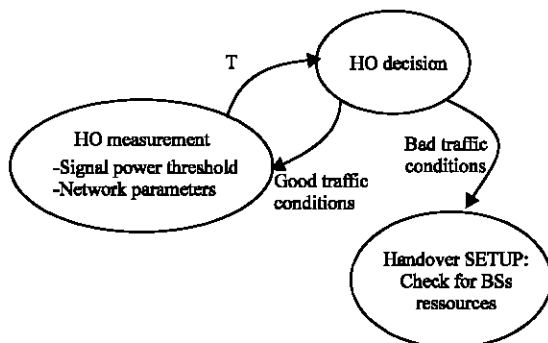 T
HO decision
HO measurement
-Signal power threshold
-Network parameters
Good traffic
conditions
Bad traffic
conditions
Handover SETUP:
Check for BSs
ressources